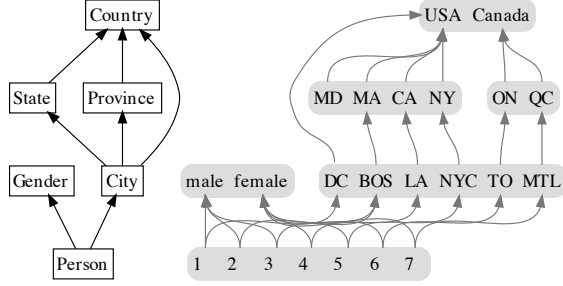 Country
State
Province
Gender
City
Person
USA Canada
MD MA CA NY ON QC
male female DC BOS LA NYC TO MTL
1 2 3 4 5 6 7